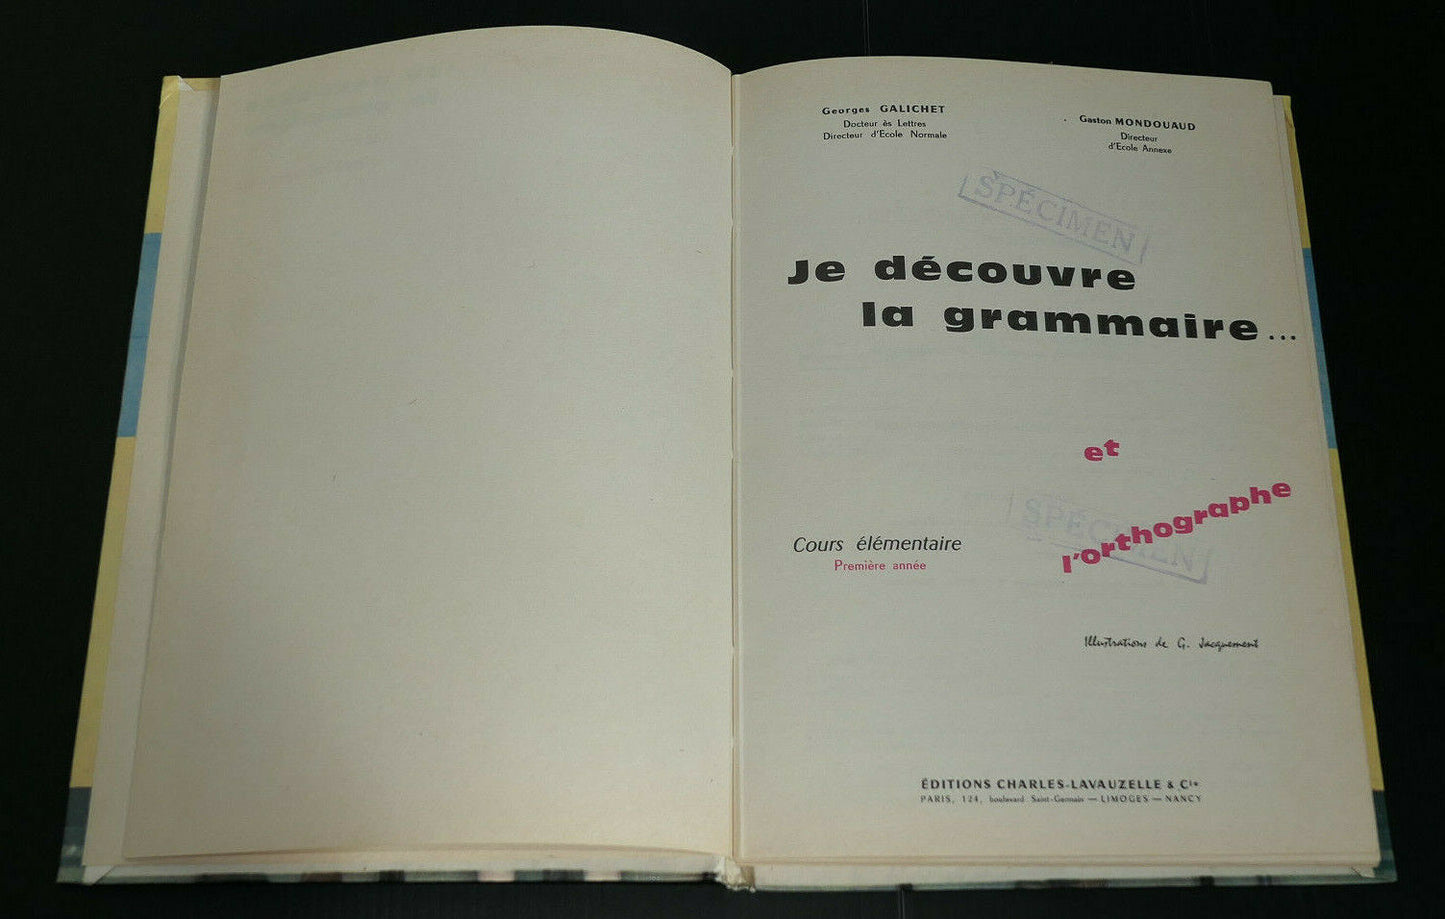 Georges GALICHET
Docteur ès Lettres
Directeur d'Ecole Normale
Gaston MONDOUAUD
Directeur
d'Ecole Annexe
SPÉCIMEN
Je découvre
la grammaire...
et
l'orthographe
SPÉCIMEN
Cours élémentaire
Première année
Illustrations de G. Jacquement
ÉDITIONS CHARLES-LAVAUZELLE & Cie
PARIS, 124, boulevard Saint-Germain — LIMOGES — NANCY